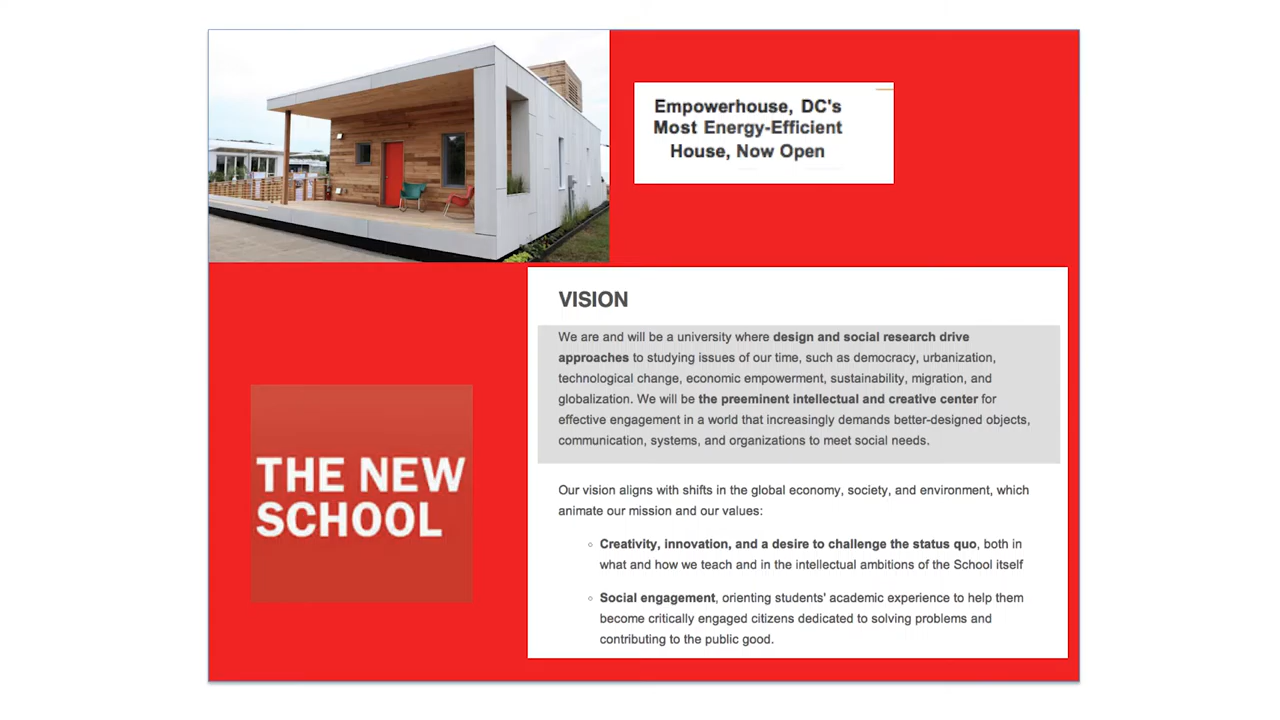 Empowerhouse, DC's
Most Energy-Efficient
House, Now Open
VISION
We are and will be a university where design and social research drive
approaches to studying issues of our time, such as democracy, urbanization,
technological change, economic empowerment, sustainability, migration, and
globalization. We will be the preeminent intellectual and creative center for
effective engagement in a world that increasingly demands better-designed objects,
communication, systems, and organizations to meet social needs.
Our vision aligns with shifts in the global economy, society, and environment, which
animate our mission and our values:
Creativity, innovation, and a desire to challenge the status quo, both in
what and how we teach and in the intellectual ambitions of the School itself
Social engagement, orienting students' academic experience to help them
become critically engaged citizens dedicated to solving problems and
contributing to the public good.
THE NEW
SCHOOL